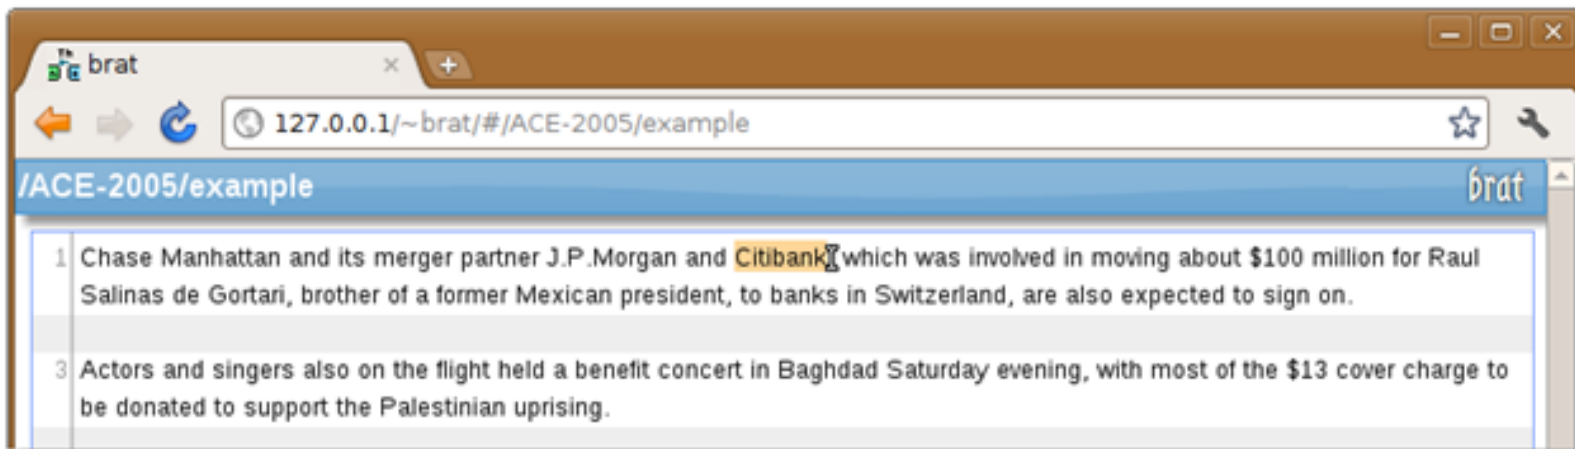 brat
127.0.0.1/~brat/#/ACE-2005/example
/ACE-2005/example brat
1 Chase Manhattan and its merger partner J.P.Morgan and Citibank, which was involved in moving about $100 million for Raul
Salinas de Gortari, brother of a former Mexican president, to banks in Switzerland, are also expected to sign on.
3 Actors and singers also on the flight held a benefit concert in Baghdad Saturday evening, with most of the $13 cover charge to
be donated to support the Palestinian uprising.